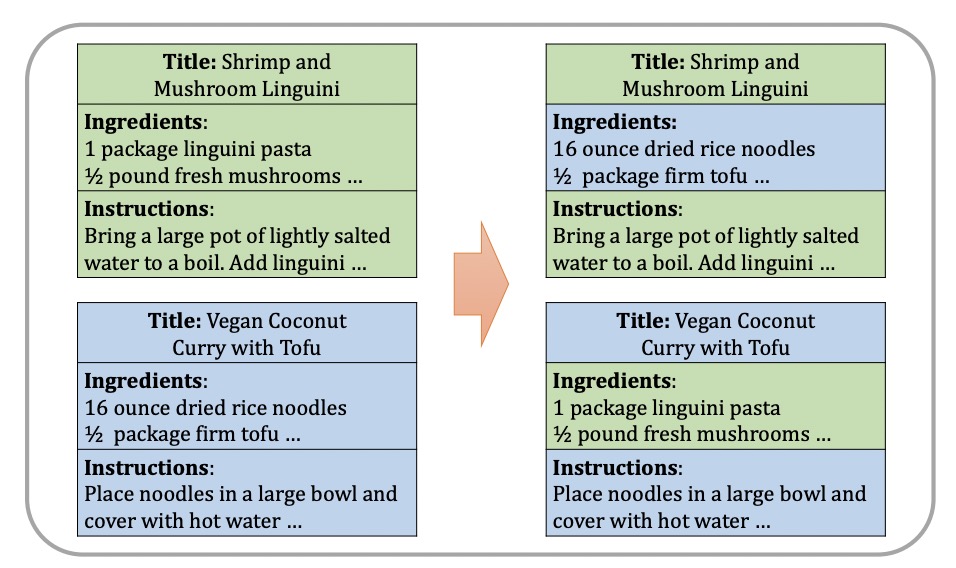 Title: Shrimp and
Mushroom Linguini
Ingredients:
1 package linguini pasta
½ pound fresh mushrooms ...
Instructions:
Bring a large pot of lightly salted
water to a boil. Add linguini ...
Title: Vegan Coconut
Curry with Tofu
Ingredients:
16 ounce dried rice noodles
½  package firm tofu ...
Instructions:
Place noodles in a large bowl and
cover with hot water ...
Title: Shrimp and
Mushroom Linguini
Ingredients:
16 ounce dried rice noodles
½  package firm tofu ...
Instructions:
Bring a large pot of lightly salted
water to a boil. Add linguini ...
Title: Vegan Coconut
Curry with Tofu
Ingredients:
1 package linguini pasta
½ pound fresh mushrooms ...
Instructions:
Place noodles in a large bowl and
cover with hot water ...